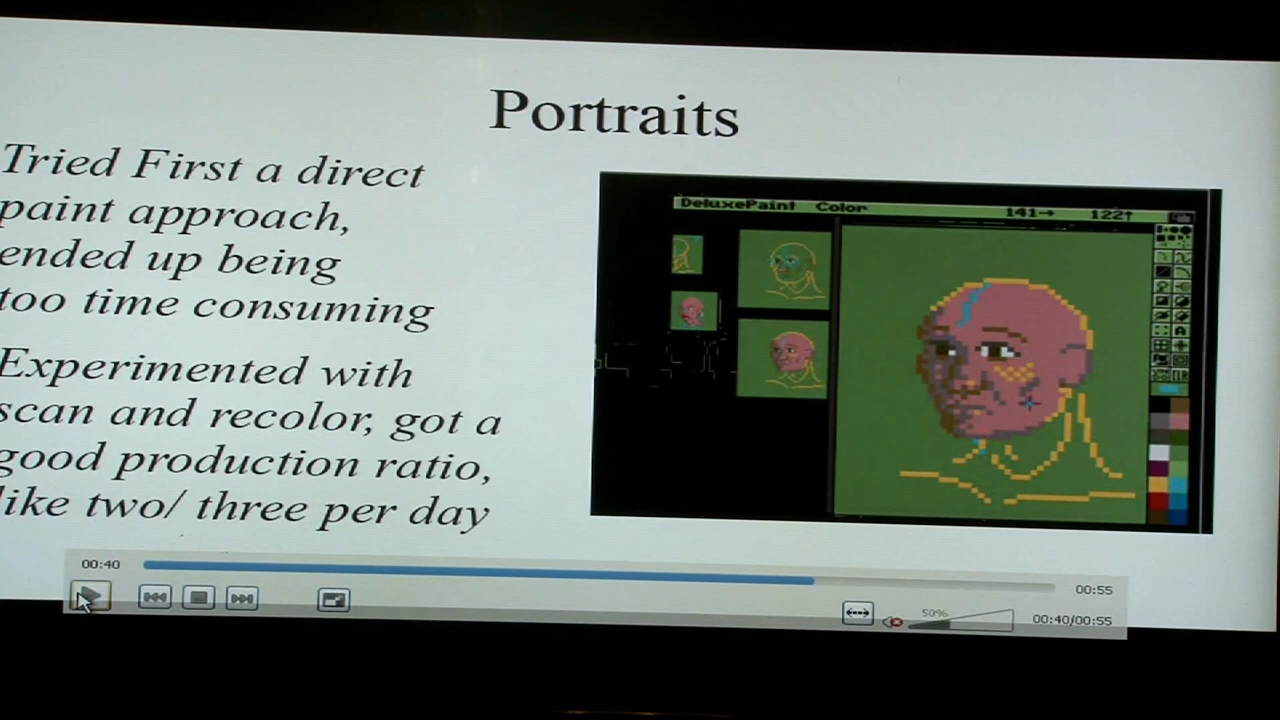 Portraits
Tried First a direct
paint approach,
ended up being
too time consuming
Experimented with
scan and recolor, got a
good production ratio,
like two/ three per day
DeluxePaint Color 141→ 122↑
00:40
00:55
50%
00:40/00:55